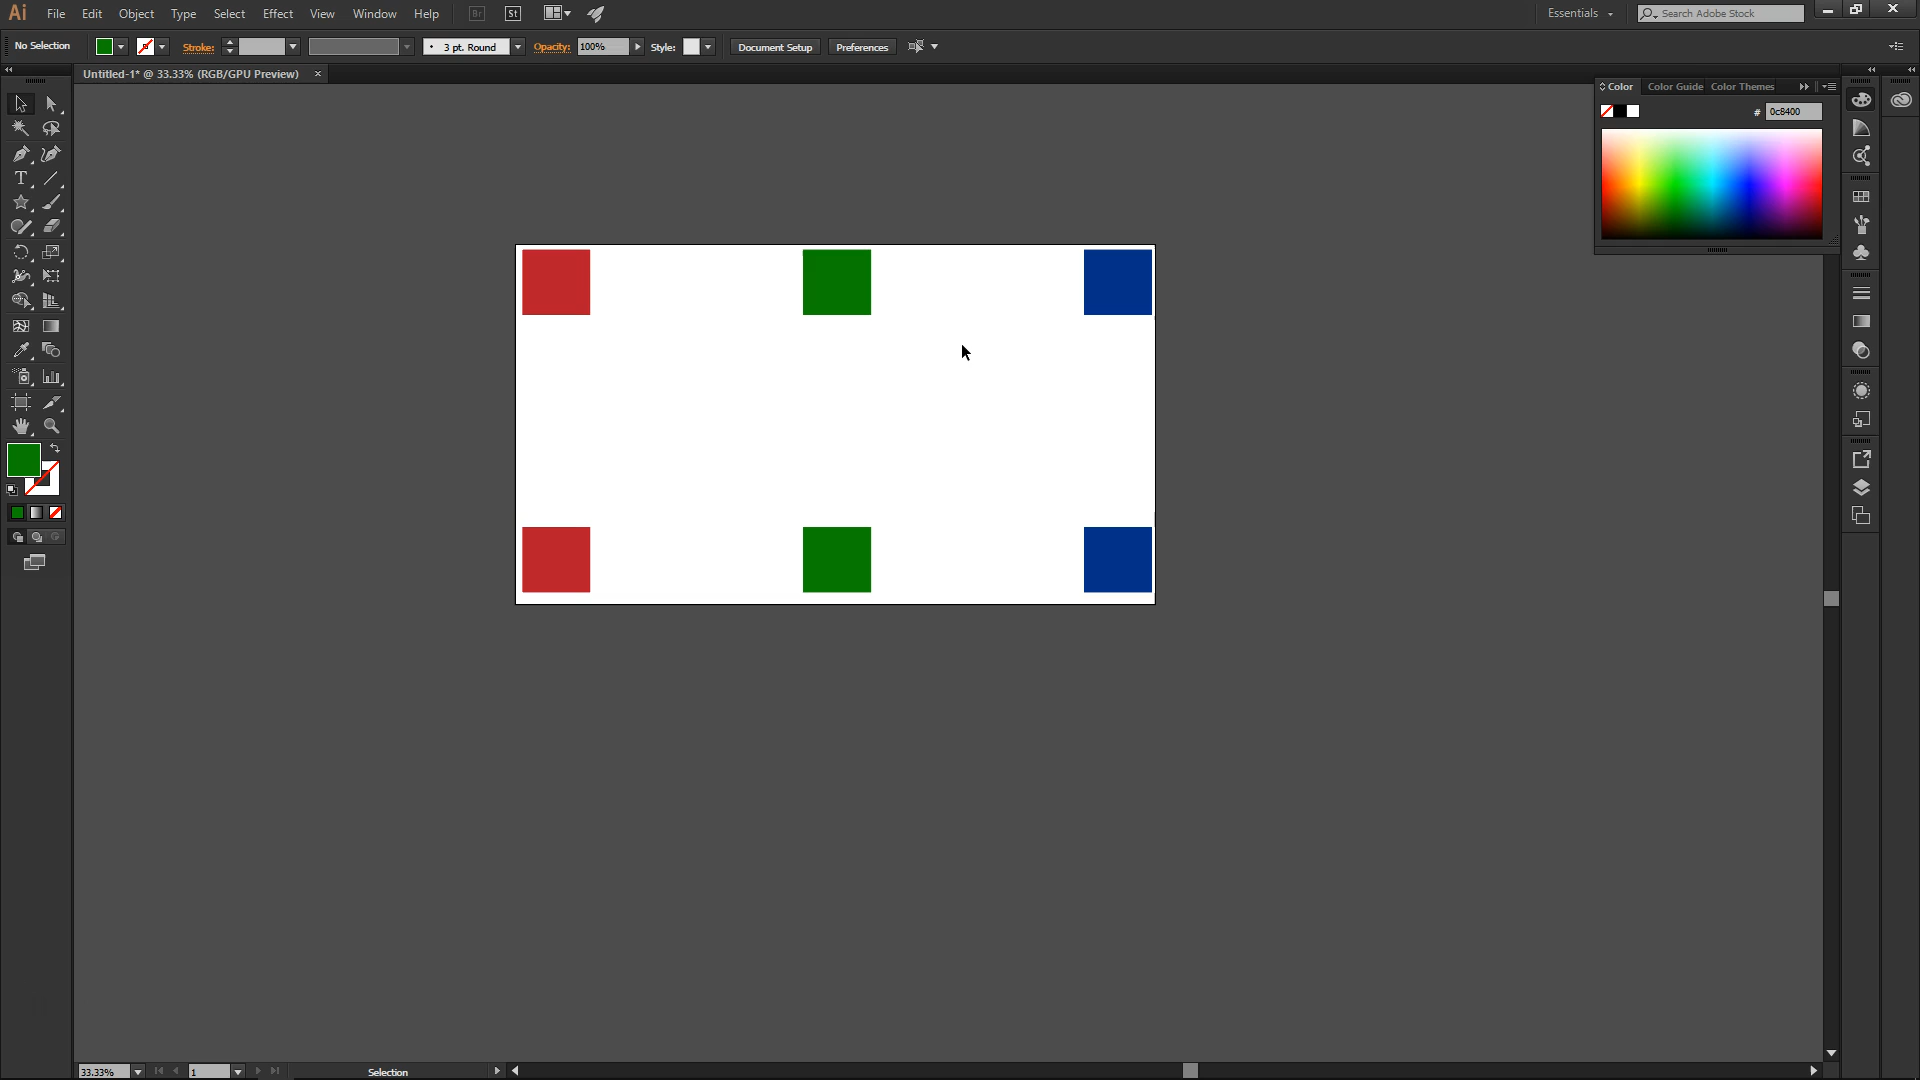 Ai File Edit Object Type Select Effect View Window Help Br St Essentials Search Adobe Stock
No Selection Stroke: 3 pt. Round Opacity: 100% Style: Document Setup Preferences
Untitled-1* @ 33.33% (RGB/GPU Preview)
Color Color Guide Color Themes
# 0c8400
33.33% 1 Selection